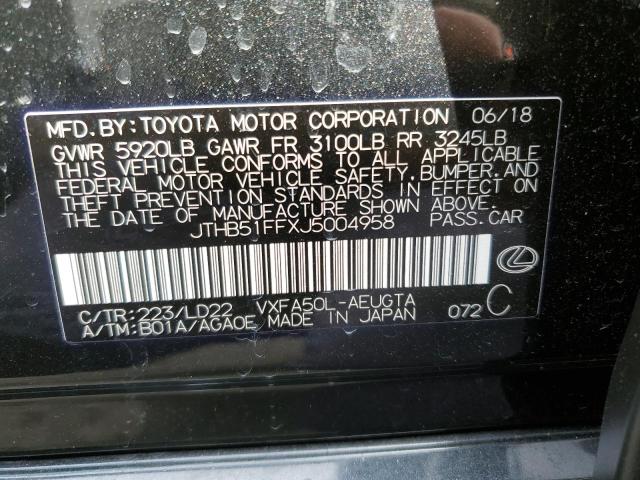 MFD.BY:TOYOTA MOTOR CORPORATION 06/18
GVWR 5920LB GAWR FR 3100LB RR 3245LB
THIS VEHICLE CONFORMS TO ALL APPLICABLE
FEDERAL MOTOR VEHICLE SAFETY,BUMPER,AND
THEFT PREVENTION STANDARDS IN EFFECT ON
THE DATE OF MANUFACTURE SHOWN ABOVE.
JTHB51FFXJ5004958 PASS.CAR
C/TR:223/LD22 VXFA50L-AEUGTA
A/TM:B01A/AGA0E MADE IN JAPAN 072 C